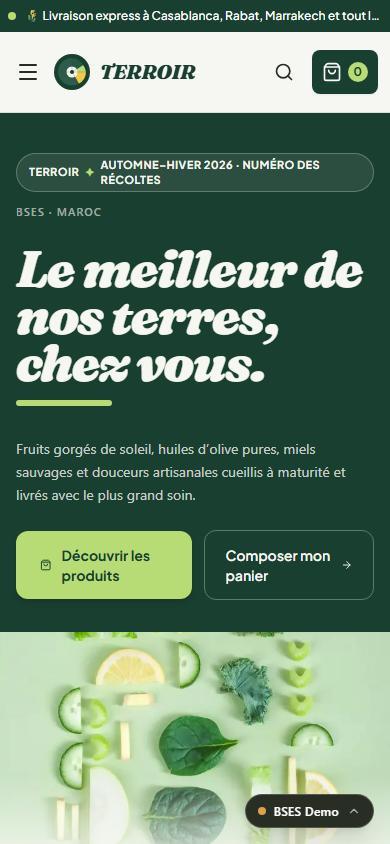 🌾 Livraison express à Casablanca, Rabat, Marrakech et tout l...
TERROIR
0
TERROIR ✦ AUTOMNE–HIVER 2026 · NUMÉRO DES
RÉCOLTES
BSES · MAROC
Le meilleur de
nos terres,
chez vous.
Fruits gorgés de soleil, huiles d’olive pures, miels
sauvages et douceurs artisanales cueillis à maturité et
livrés avec le plus grand soin.
Découvrir les
produits
Composer mon
panier
BSES Demo